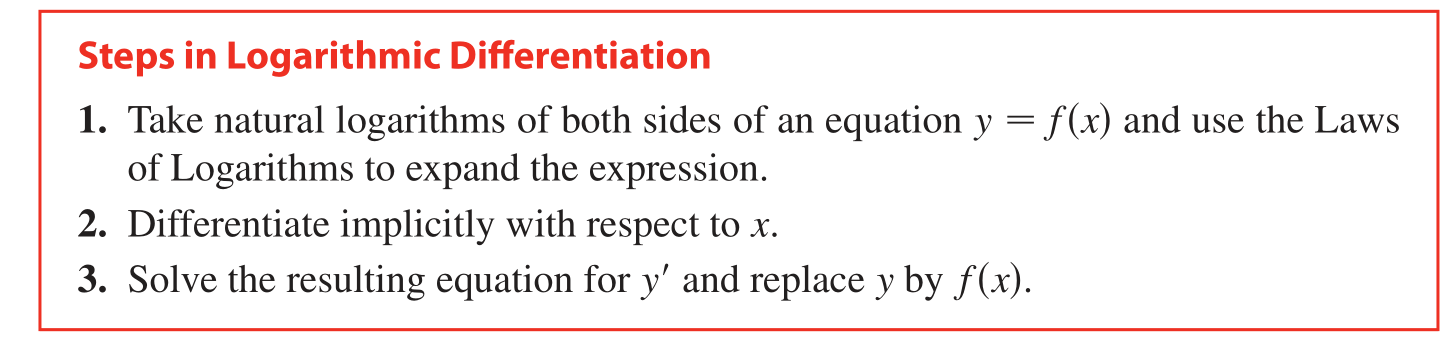 Steps in Logarithmic Differentiation
1. Take natural logarithms of both sides of an equation y = f(x) and use the Laws
of Logarithms to expand the expression.
2. Differentiate implicitly with respect to x.
3. Solve the resulting equation for y′ and replace y by f(x).